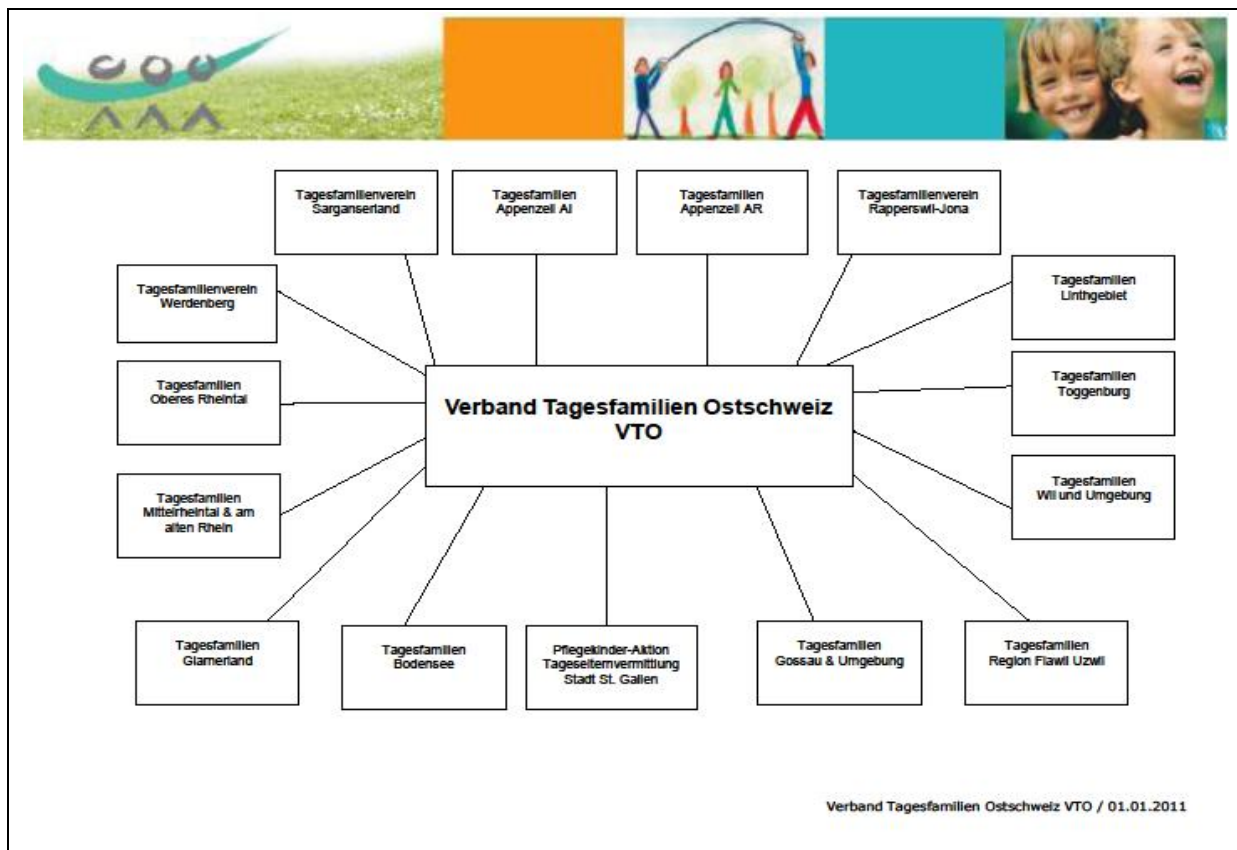 Tagesfamilienverein
Sarganserland
Tagesfamilien
Appenzell AI
Tagesfamilien
Appenzell AR
Tagesfamilienverein
Rapperswil-Jona
Tagesfamilienverein
Werdenberg
Tagesfamilien
Linthgebiet
Tagesfamilien
Oberes Rheintal
Tagesfamilien
Toggenburg
Verband Tagesfamilien Ostschweiz
VTO
Tagesfamilien
Mittelrheintal & am
alten Rhein
Tagesfamilien
Wil und Umgebung
Tagesfamilien
Glarnerland
Tagesfamilien
Bodensee
Pflegekinder-Aktion
Tageselternvermittlung
Stadt St. Gallen
Tagesfamilien
Gossau & Umgebung
Tagesfamilien
Region Flawil Uzwil
Verband Tagesfamilien Ostschweiz VTO / 01.01.2011